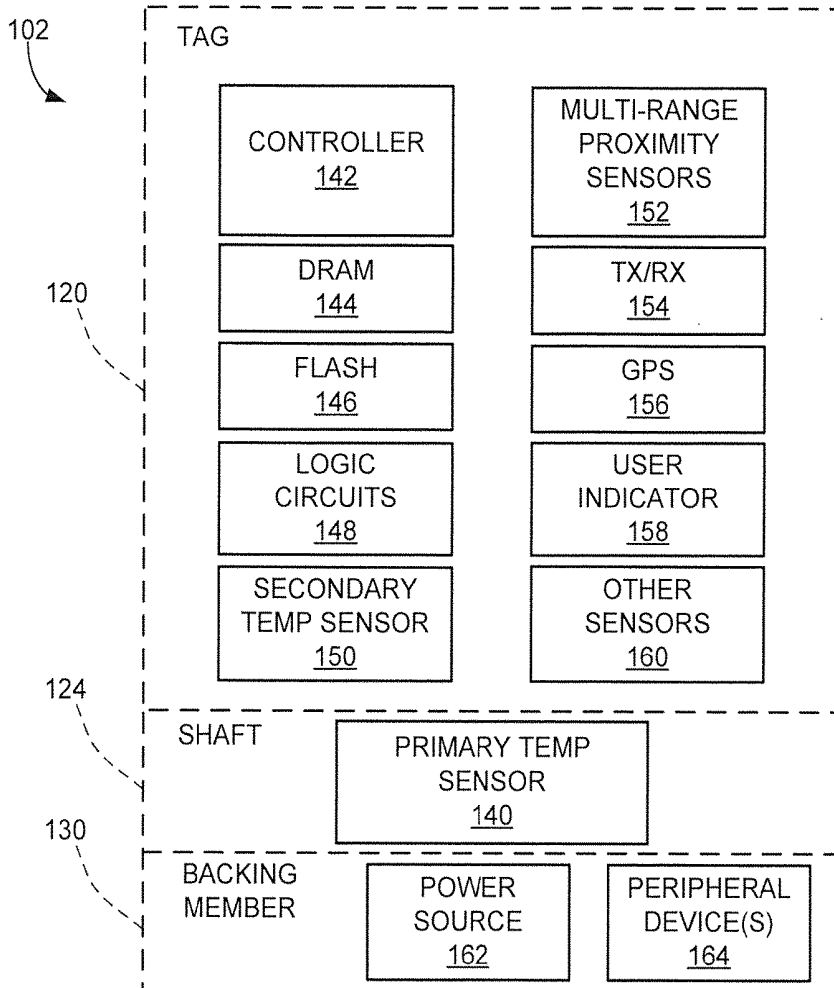 102
TAG
CONTROLLER
142
MULTI-RANGE
PROXIMITY
SENSORS
152
DRAM
144
TX/RX
154
120
FLASH
146
GPS
156
LOGIC
CIRCUITS
148
USER
INDICATOR
158
SECONDARY
TEMP SENSOR
150
OTHER
SENSORS
160
124
SHAFT
PRIMARY TEMP
SENSOR
140
130
BACKING
MEMBER
POWER
SOURCE
162
PERIPHERAL
DEVICE(S)
164